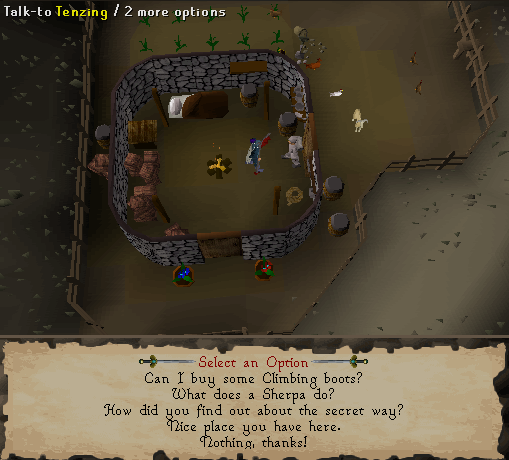 Talk-to Tenzing / 2 more options
Select an Option
Can I buy some Climbing boots?
What does a Sherpa do?
How did you find out about the secret way?
Nice place you have here.
Nothing, thanks!